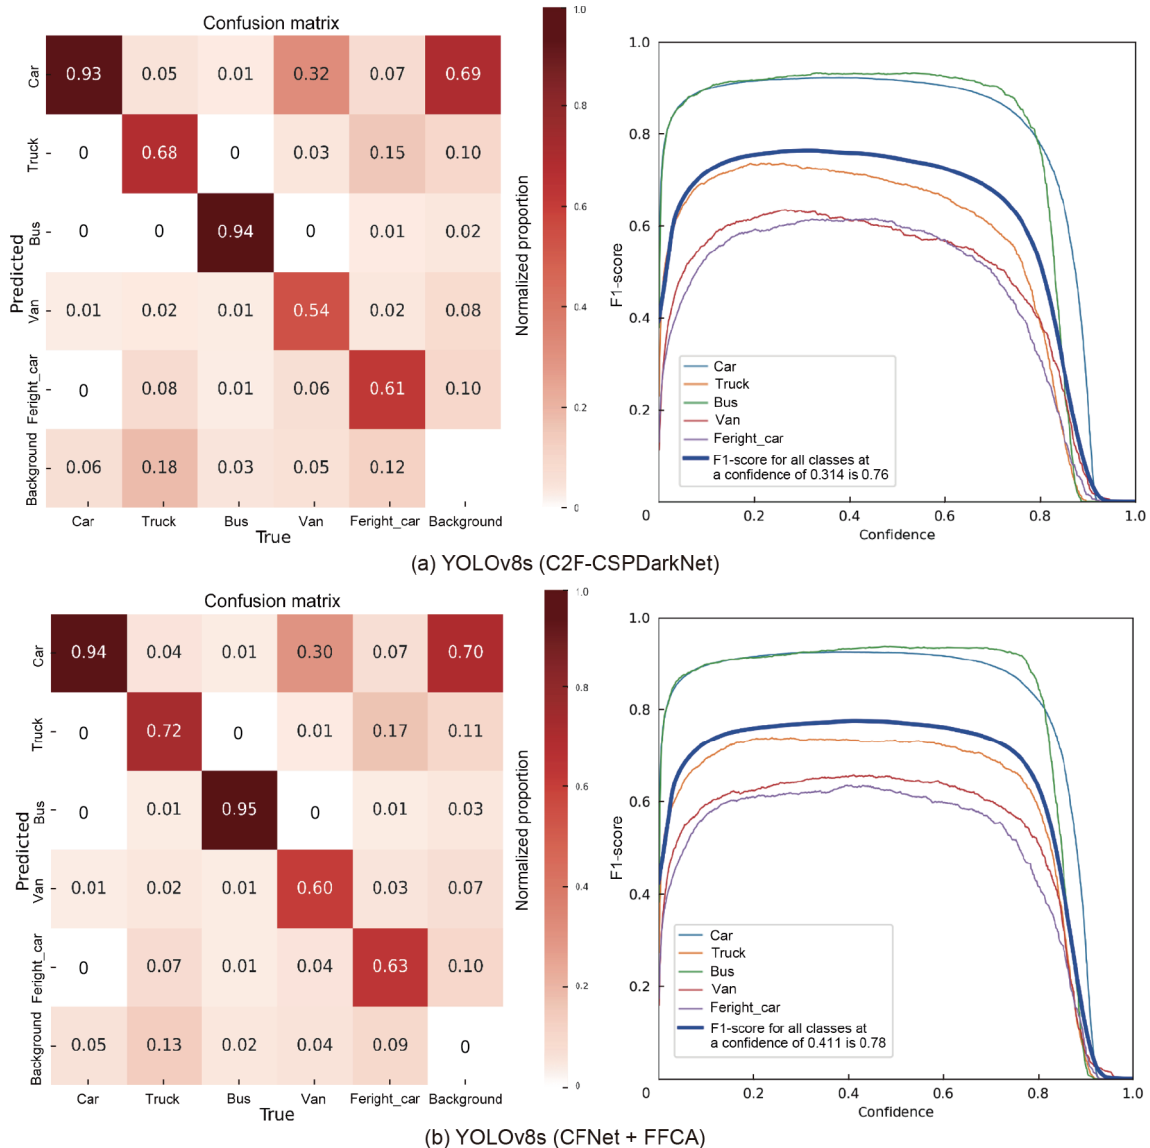 Confusion matrix
Car 0.93 0.05 0.01 0.32 0.07 0.69
Truck 0 0.68 0 0.03 0.15 0.10
Bus 0 0 0.94 0 0.01 0.02
Van 0.01 0.02 0.01 0.54 0.02 0.08
Feright_car 0 0.08 0.01 0.06 0.61 0.10
Background 0.06 0.18 0.03 0.05 0.12
Car Truck Bus Van Feright_car Background
True
Predicted
1.0
0.8
0.6
0.4
0.2
0.0
Normalized proportion
1.0
0.8
0.6
0.4
0.2
F1-score
Car
Truck
Bus
Van
Feright_car
F1-score for all classes at
a confidence of 0.314 is 0.76
0 0.2 0.4 0.6 0.8 1.0
Confidence
(a) YOLOv8s (C2F-CSPDarkNet)
Confusion matrix
Car 0.94 0.04 0.01 0.30 0.07 0.70
Truck 0 0.72 0 0.01 0.17 0.11
Bus 0 0.01 0.95 0 0.01 0.03
Van 0.01 0.02 0.01 0.60 0.03 0.07
Feright_car 0 0.07 0.01 0.04 0.63 0.10
Background 0.05 0.13 0.02 0.04 0.09 0
Car Truck Bus Van Feright_car Background
True
Predicted
1.0
0.8
0.6
0.4
0.2
0
Normalized proportion
1.0
0.8
0.6
0.4
0.2
F1-score
Car
Truck
Bus
Van
Feright_car
F1-score for all classes at
a confidence of 0.411 is 0.78
0 0.2 0.4 0.6 0.8 1.0
Confidence
(b) YOLOv8s (CFNet + FFCA)